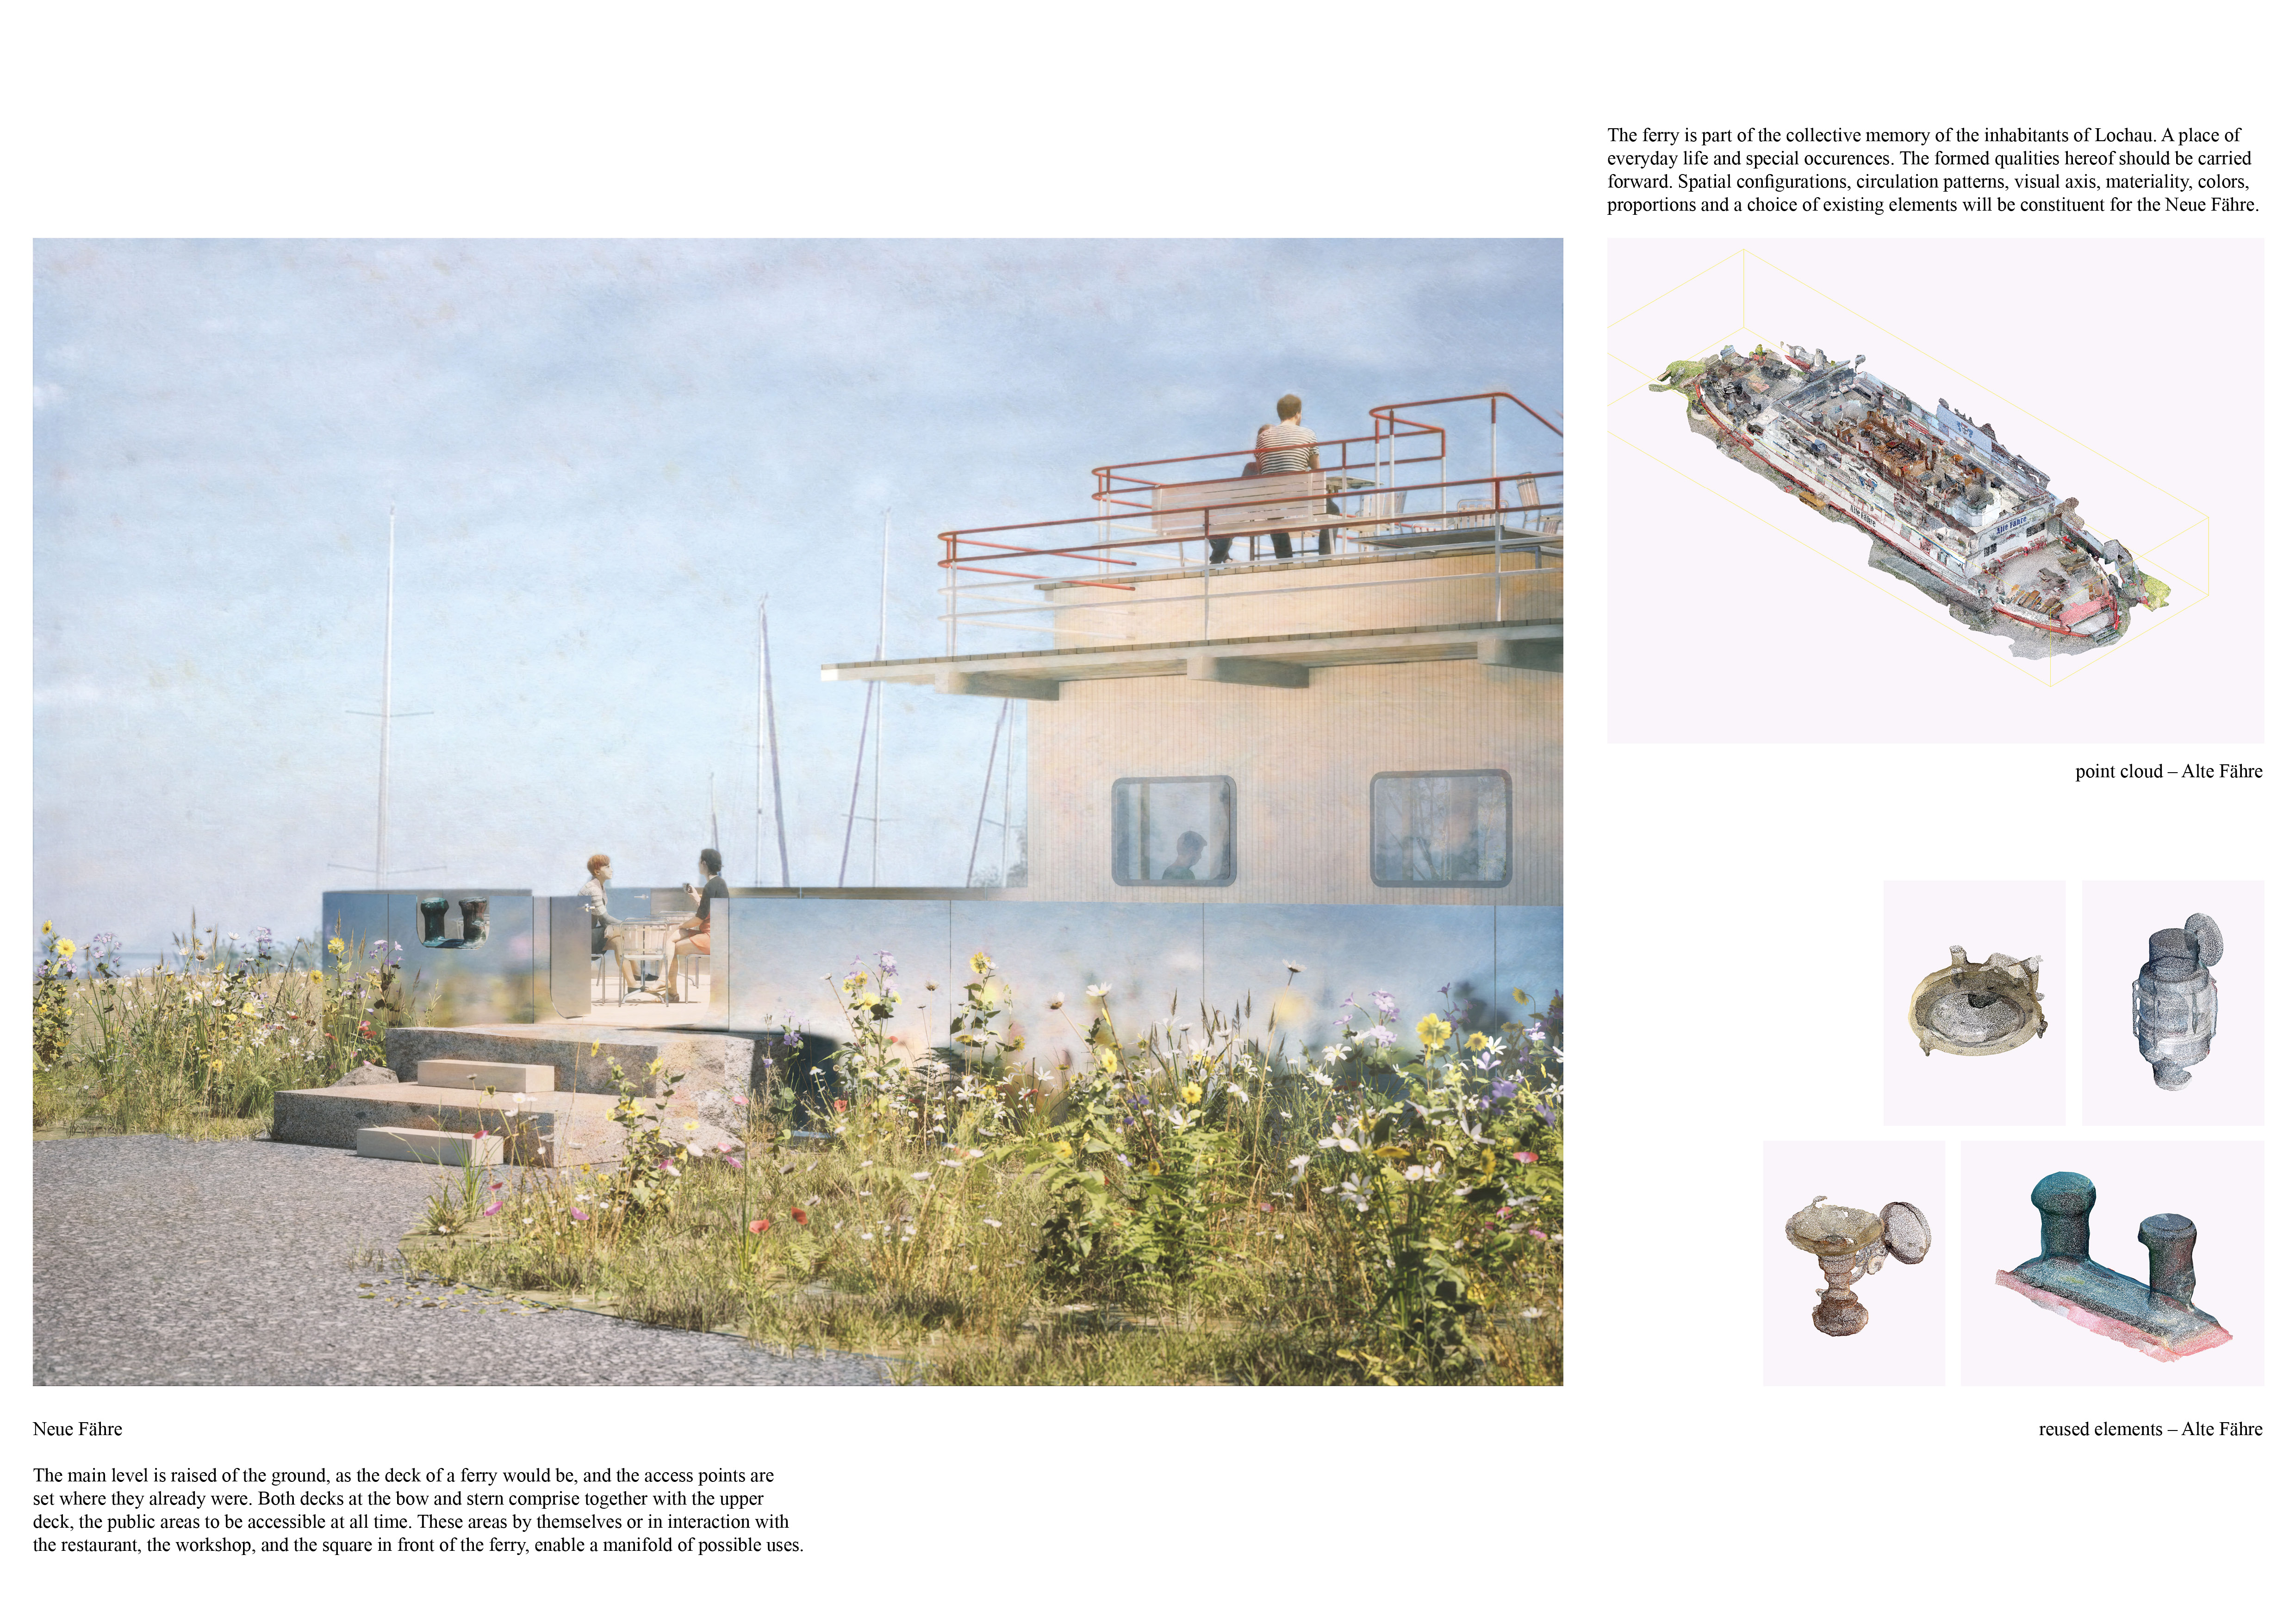 The ferry is part of the collective memory of the inhabitants of Lochau. A place of
everyday life and special occurences. The formed qualities hereof should be carried
forward. Spatial configurations, circulation patterns, visual axis, materiality, colors,
proportions and a choice of existing elements will be constituent for the Neue Fähre.
Alte Fähre
Alte Fähre
point cloud – Alte Fähre
reused elements – Alte Fähre
Neue Fähre
The main level is raised of the ground, as the deck of a ferry would be, and the access points are
set where they already were. Both decks at the bow and stern comprise together with the upper
deck, the public areas to be accessible at all time. These areas by themselves or in interaction with
the restaurant, the workshop, and the square in front of the ferry, enable a manifold of possible uses.